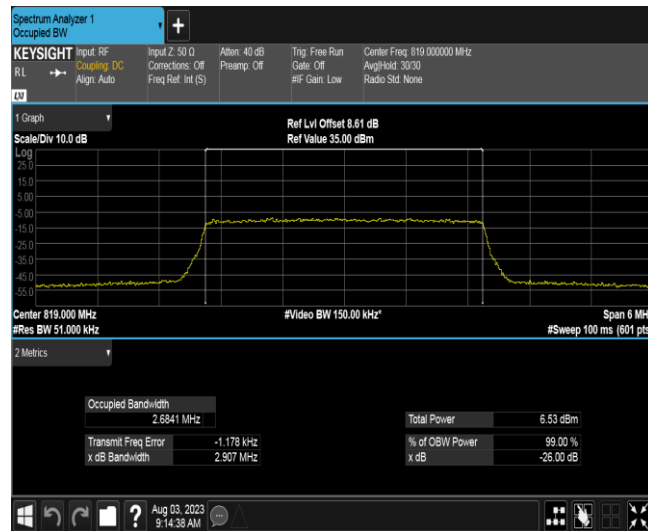 Spectrum Analyzer 1
Occupied BW
+
KEYSIGHT
RL
LXI
Input: RF
Coupling: DC
Align: Auto
Input Z: 50 Ω
Corrections: Off
Freq Ref: Int (S)
Atten: 40 dB
Preamp: Off
Trig: Free Run
Gate: Off
#IF Gain: Low
Center Freq: 819.000000 MHz
Avg|Hold: 30/30
Radio Std: None
1 Graph
Scale/Div 10.0 dB
Ref Lvl Offset 8.61 dB
Ref Value 35.00 dBm
Log
25.0
15.0
5.00
-5.00
-15.0
-25.0
-35.0
-45.0
-55.0
Center 819.000 MHz
#Res BW 51.000 kHz
#Video BW 150.00 kHz*
Span 6 MH
#Sweep 100 ms (601 pts
2 Metrics
Occupied Bandwidth
2.6841 MHz
Total Power 6.53 dBm
Transmit Freq Error -1.178 kHz
% of OBW Power 99.00 %
x dB Bandwidth 2.907 MHz
x dB -26.00 dB
?
Aug 03, 2023
9:14:38 AM